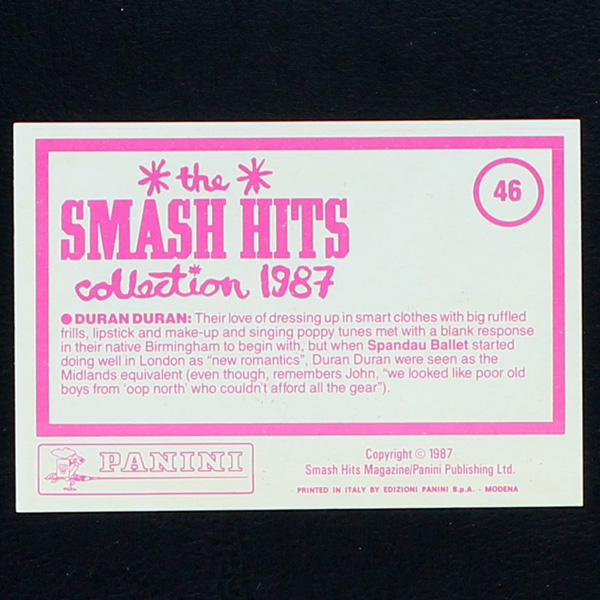 the
46
SMASH HITS
collection 1987
● DURAN DURAN: Their love of dressing up in smart clothes with big ruffled
frills, lipstick and make-up and singing poppy tunes met with a blank response
in their native Birmingham to begin with, but when Spandau Ballet started
doing well in London as “new romantics”, Duran Duran were seen as the
Midlands equivalent (even though, remembers John, “we looked like poor old
boys from ‘oop north’ who couldn’t afford all the gear”).
PANINI
Copyright © 1987
Smash Hits Magazine/Panini Publishing Ltd.
PRINTED IN ITALY BY EDIZIONI PANINI S.p.A. - MODENA